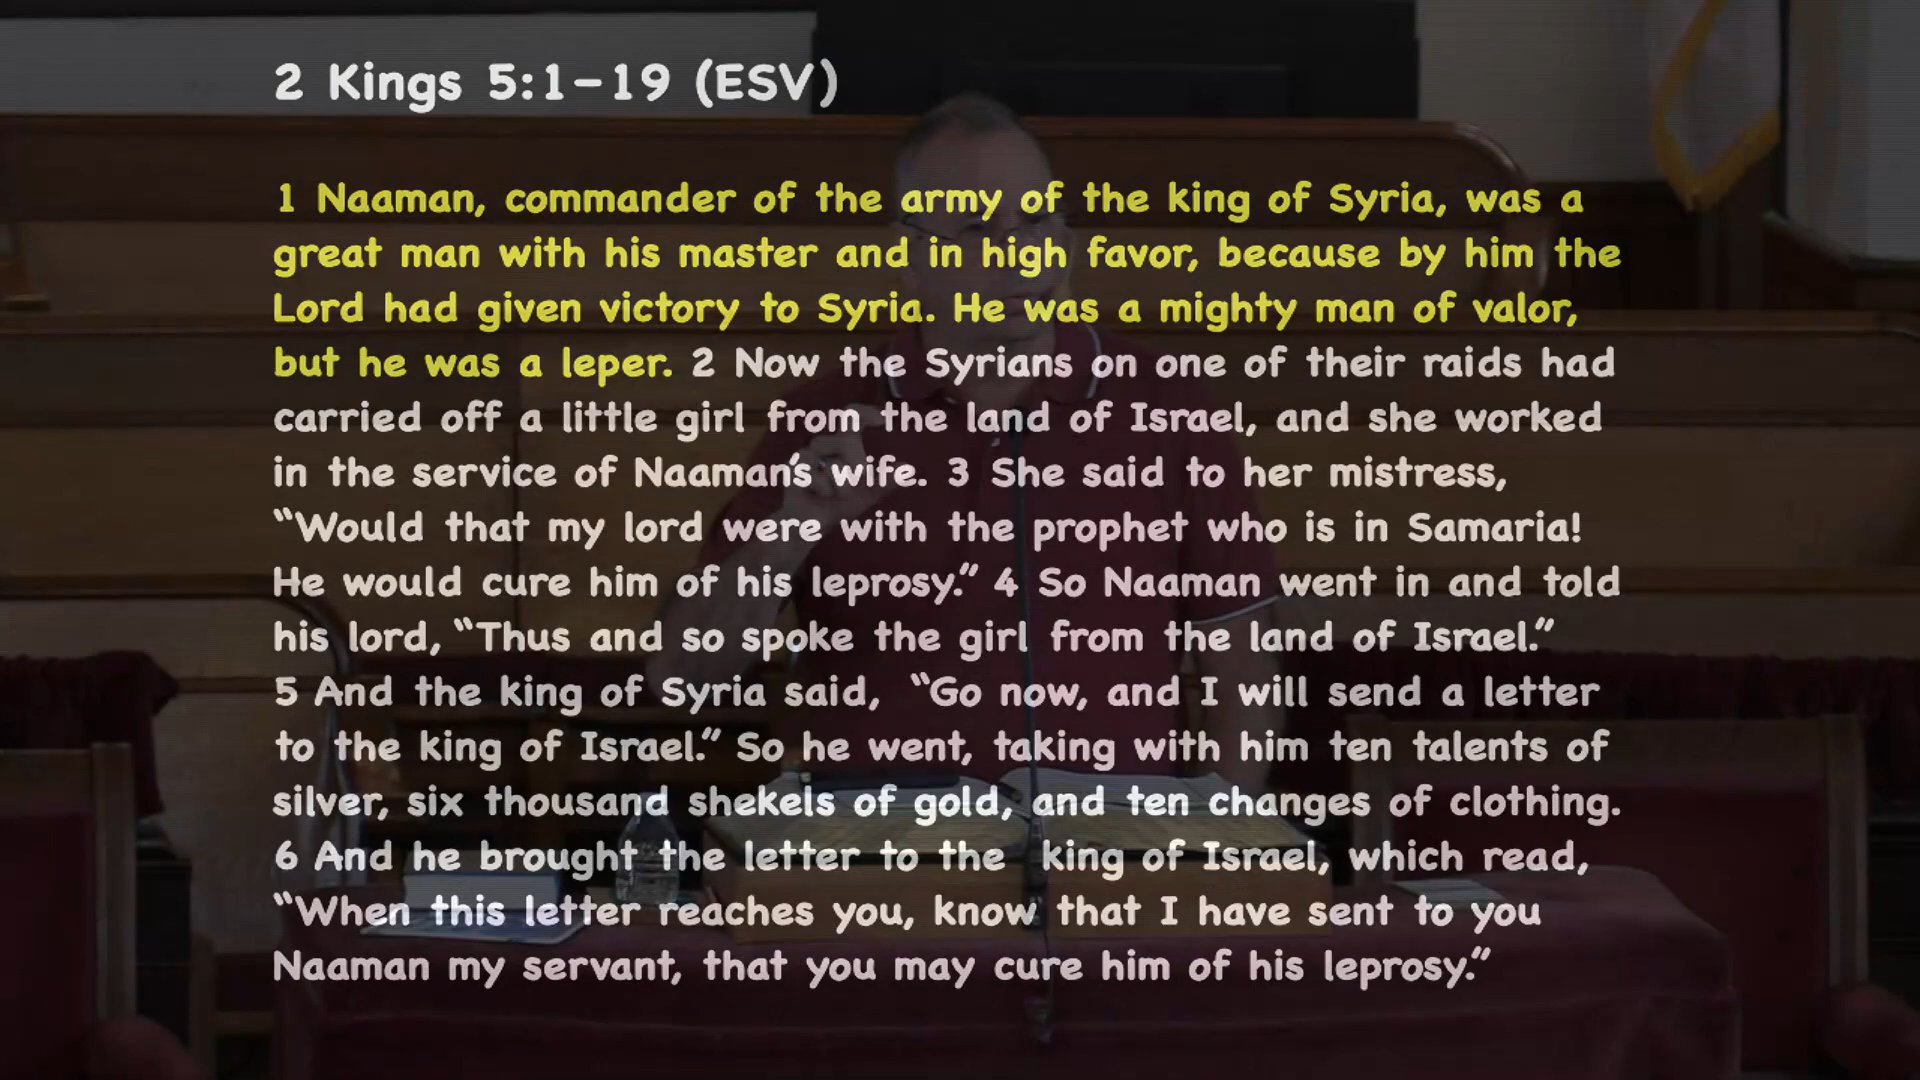 2 Kings 5:1-19 (ESV)
1 Naaman, commander of the army of the king of Syria, was a
great man with his master and in high favor, because by him the
Lord had given victory to Syria. He was a mighty man of valor,
but he was a leper. 2 Now the Syrians on one of their raids had
carried off a little girl from the land of Israel, and she worked
in the service of Naaman's wife. 3 She said to her mistress,
“Would that my lord were with the prophet who is in Samaria!
He would cure him of his leprosy.” 4 So Naaman went in and told
his lord, “Thus and so spoke the girl from the land of Israel.”
5 And the king of Syria said, “Go now, and I will send a letter
to the king of Israel.” So he went, taking with him ten talents of
silver, six thousand shekels of gold, and ten changes of clothing.
6 And he brought the letter to the king of Israel, which read,
“When this letter reaches you, know that I have sent to you
Naaman my servant, that you may cure him of his leprosy.”